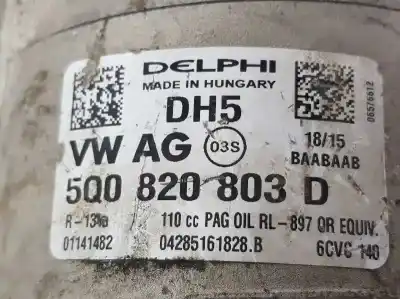 DELPHI
MADE IN HUNGARY
DH5
06576612
VW AG 03S
18/15
BAABAAB
5Q0 820 803 D
110 cc PAG OIL RL-897 OR EQUIV.
01141482 04285161828.B 6CVC-140